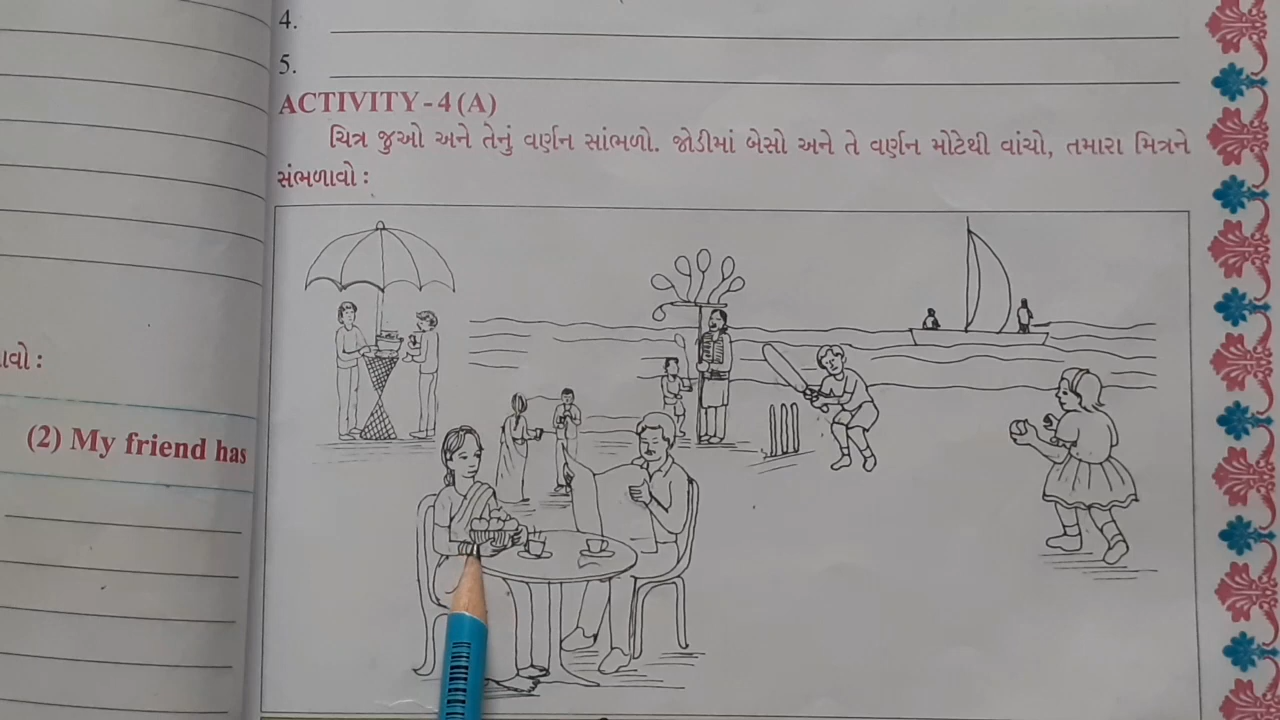 4.
5.
ACTIVITY - 4 (A)
ચિત્ર જુઓ અને તેનું વર્ણન સાંભળો. જોડીમાં બેસો અને તે વર્ણન મોટેથી વાંચો, તમારા મિત્રને
સંભળાવો :
(2) My friend has